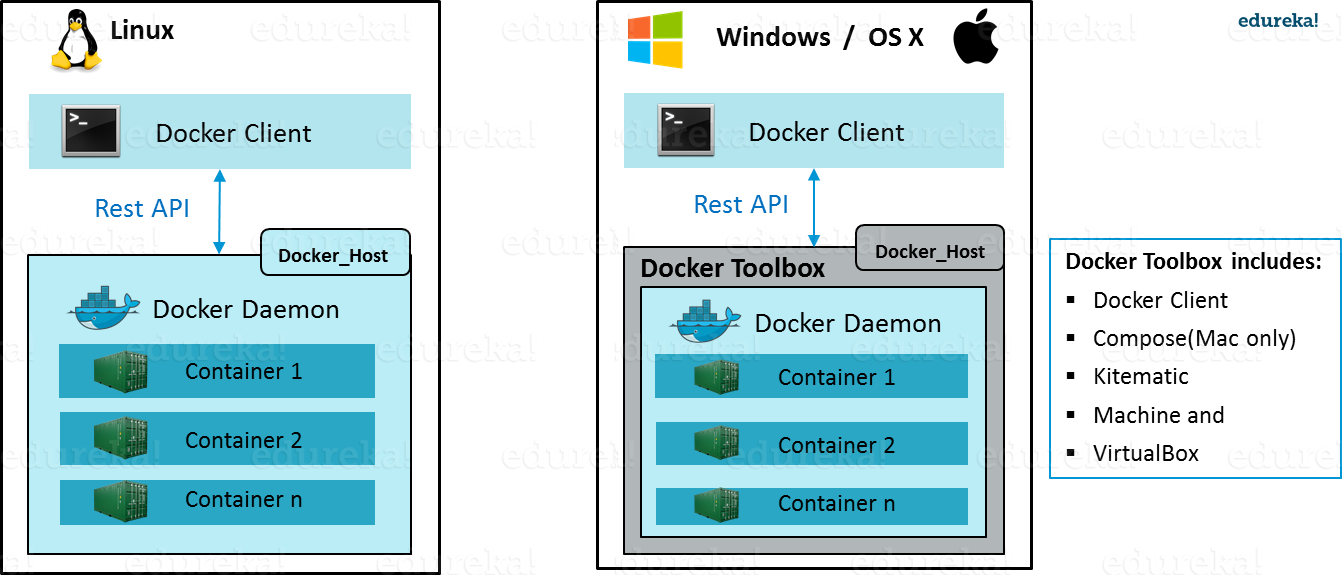 Linux
>_
Docker Client
Rest API
Docker_Host
Docker Daemon
Container 1
Container 2
Container n
Windows / OS X
>_
Docker Client
Rest API
Docker_Host
Docker Toolbox
Docker Daemon
Container 1
Container 2
Container n
edureka!
Docker Toolbox includes:
▪ Docker Client
▪ Compose(Mac only)
▪ Kitematic
▪ Machine and
▪ VirtualBox